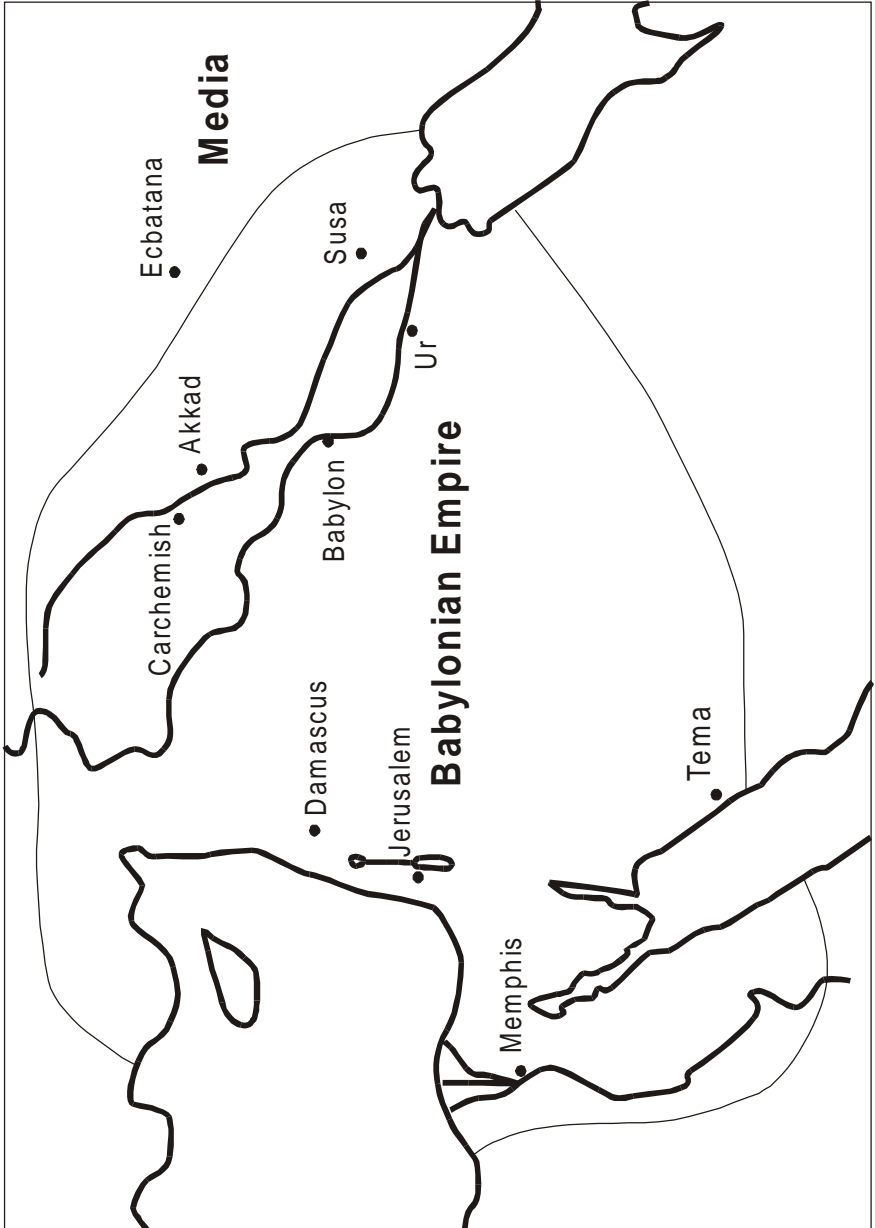 Media
Ecbatana
Susa
Akkad
Ur
Carchemish
Babylon
Babylonian Empire
Damascus
Jerusalem
Tema
Memphis